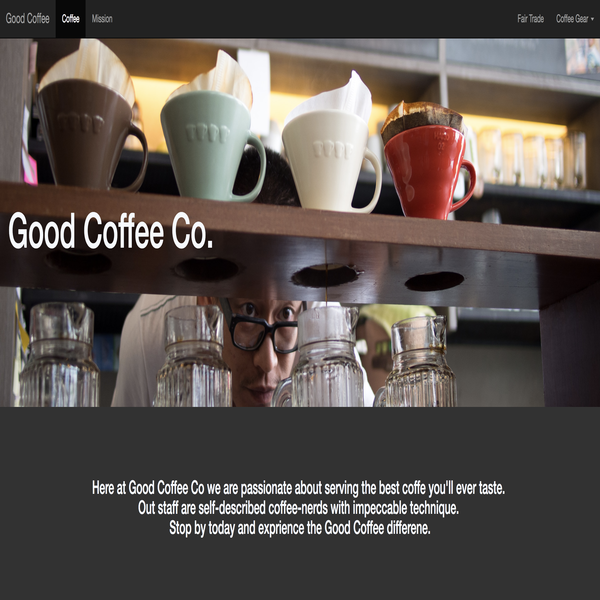 Good Coffee
Coffee
Mission
Fair Trade
Coffee Gear
Good Coffee Co.
Here at Good Coffee Co we are passionate about serving the best coffe you'll ever taste.
Out staff are self-described coffee-nerds with impeccable technique.
Stop by today and exprience the Good Coffee differene.